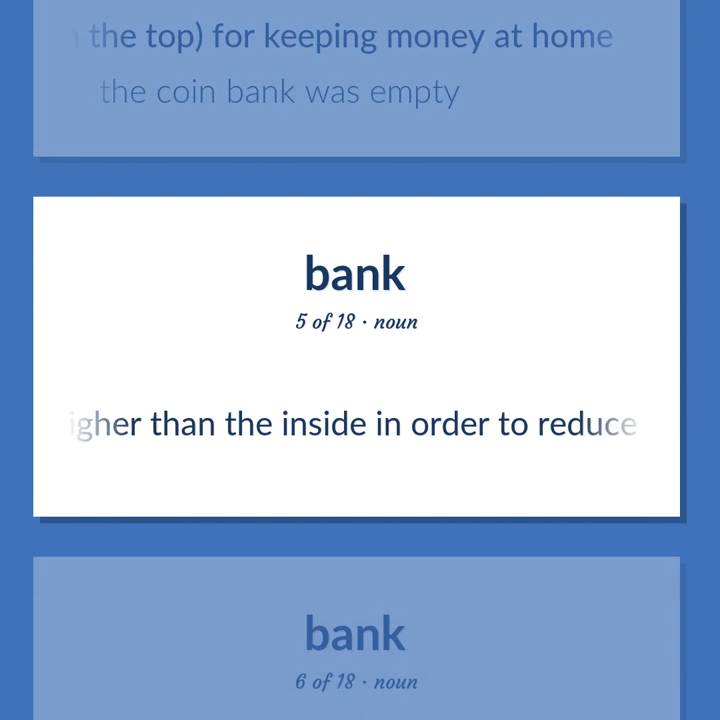 the top) for keeping money at home
the coin bank was empty
bank
5 of 18 · noun
igher than the inside in order to reduce
bank
6 of 18 · noun